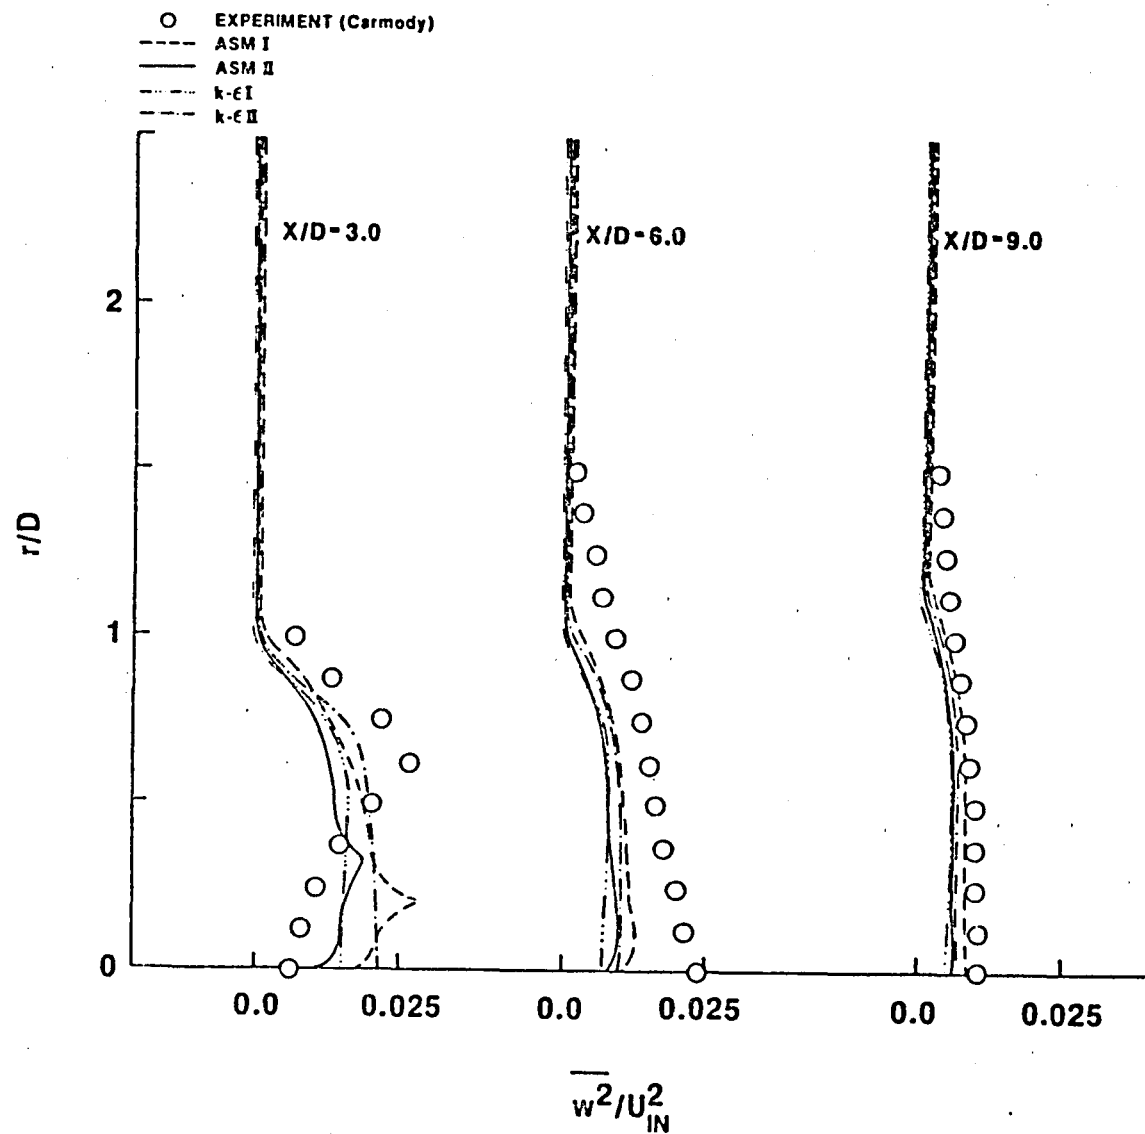 EXPERIMENT (Carmody)
ASM I
ASM II
k-ϵ I
k-ϵ II
X/D=3.0
X/D=6.0
X/D=9.0
2
1
0
r/D
0.0 0.025 0.0 0.025 0.0 0.025
w²/U²IN